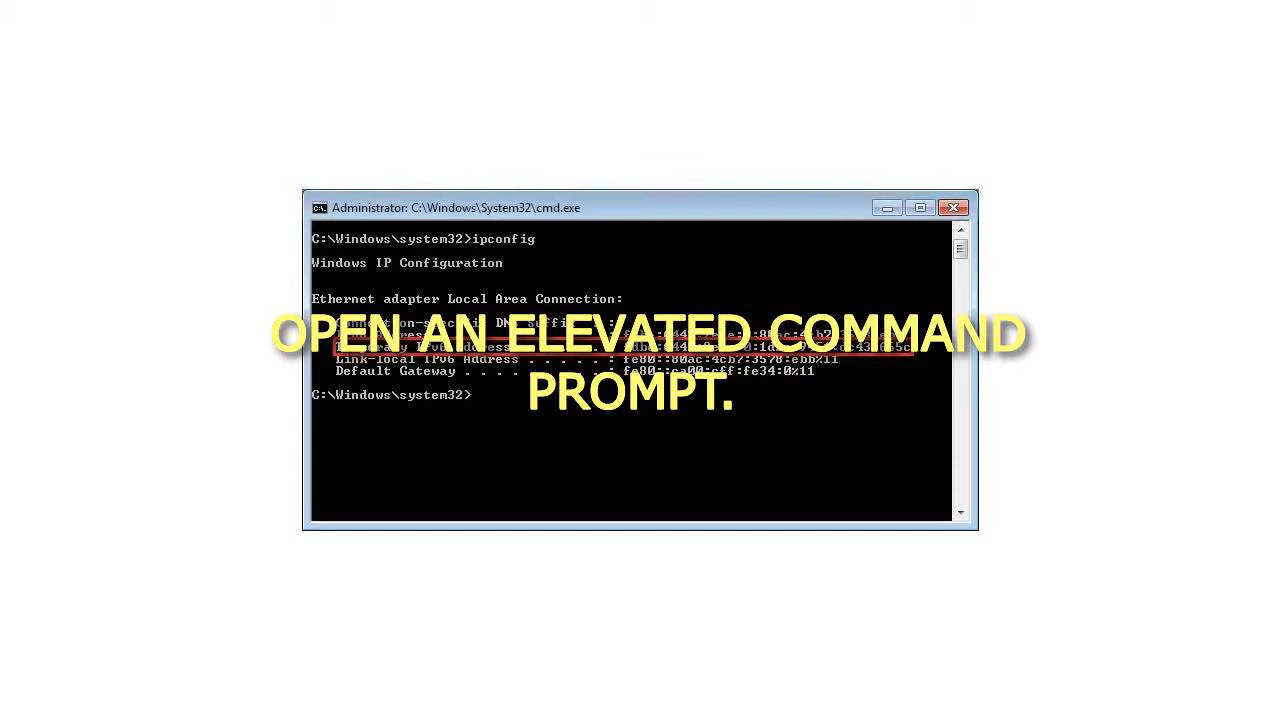 Administrator: C:\Windows\System32\cmd.exe
C:\Windows\system32>ipconfig
Windows IP Configuration
Ethernet adapter Local Area Connection:
OPEN AN ELEVATED COMMAND
PROMPT.
Link-local IPv6 Address . . . . . : fe80::80ac:4cb7:3578:ebb%11
Default Gateway . . . . . . . . . : fe80::ca00:cff:fe34:0%11
C:\Windows\system32>